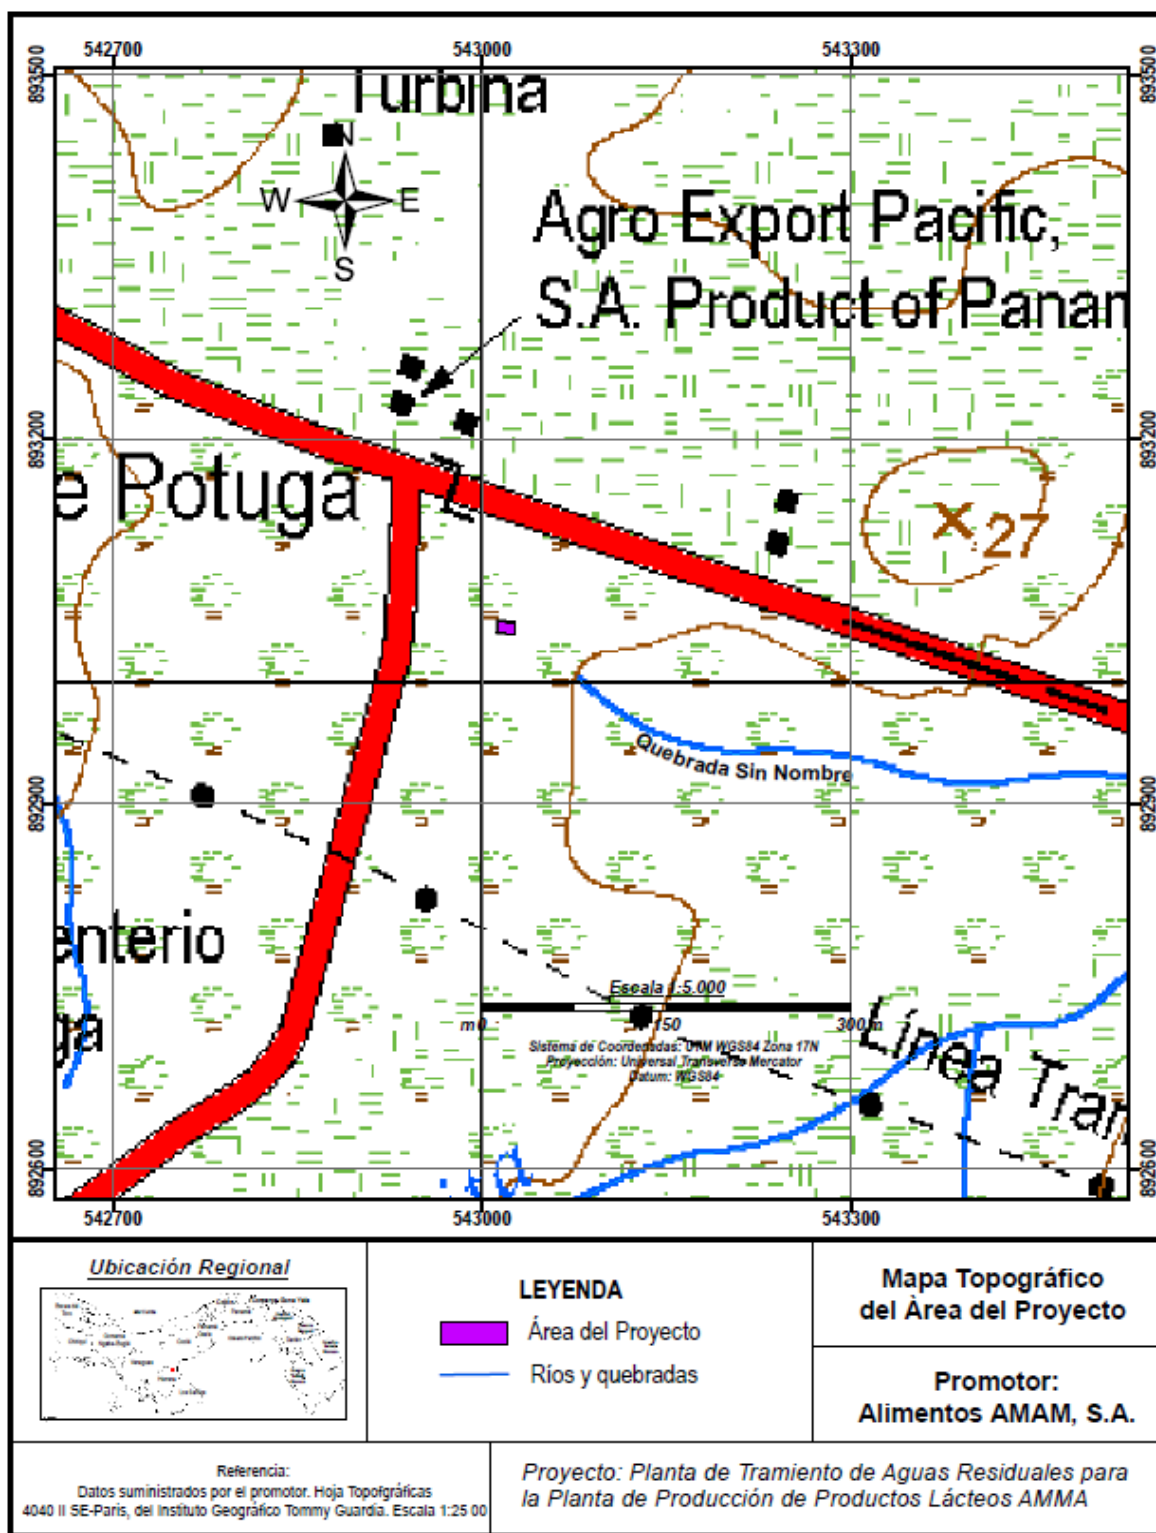 542700 543000 543300
893500 893500
Turbina
N
W E
S
Agro Export Pacific,
S.A. Product of Panam
893200 893200
e Potuga
27
Quebrada Sin Nombre
892900 892900
enterio
ga
Escala 1:5.000
m 0 150 300 m
Sistema de Coordenadas: UTM WGS84 Zona 17N
Proyección: Universal Transverso Mercator
Datum: WGS84
Línea Tran
892600 892600
542700 543000 543300
Ubicación Regional
LEYENDA
Área del Proyecto
Ríos y quebradas
Mapa Topográfico
del Àrea del Proyecto
Promotor:
Alimentos AMAM, S.A.
Referencia:
Datos suministrados por el promotor. Hoja Topofgráficas
4040 II SE-París, del Instituto Geográfico Tommy Guardia. Escala 1:25 00
Proyecto: Planta de Tramiento de Aguas Residuales para
la Planta de Producción de Productos Lácteos AMMA